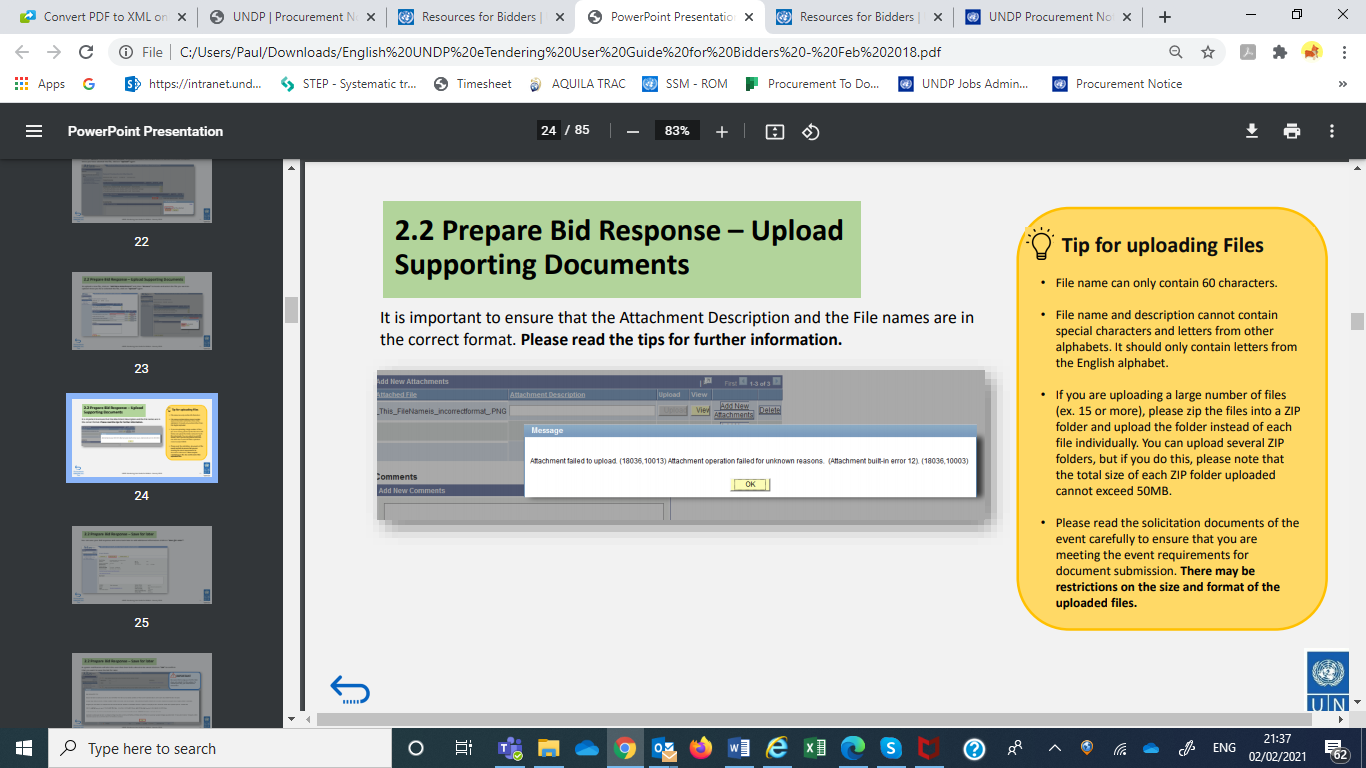 Convert PDF to XML on
UNDP | Procurement N
Resources for Bidders |
PowerPoint Presentatio
Resources for Bidders |
UNDP Procurement No
File | C:/Users/Paul/Downloads/English%20UNDP%20eTendering%20User%20Guide%20for%20Bidders%20-%20Feb%202018.pdf
Apps
https://intranet.und...
STEP - Systematic tr...
Timesheet
AQUILA TRAC
SSM - ROM
Procurement To Do...
UNDP Jobs Admin...
Procurement Notice
»
PowerPoint Presentation
24 / 85
83%
22
23
24
25
2.2 Prepare Bid Response – Upload
Supporting Documents
It is important to ensure that the Attachment Description and the File names are in
the correct format. Please read the tips for further information.
Add New Attachments
First 1-3 of 3
Attached File
Attachment Description
Upload
View
_This_FileNameis_incorrectformat_.PNG
View
Add New
Attachments
Delete
Message
Attachment failed to upload. (18036,10013) Attachment operation failed for unknown reasons. (Attachment built-in error 12). (18036,10003)
OK
Comments
Add New Comments
Tip for uploading Files
• File name can only contain 60 characters.
• File name and description cannot contain
special characters and letters from other
alphabets. It should only contain letters from
the English alphabet.
• If you are uploading a large number of files
(ex. 15 or more), please zip the files into a ZIP
folder and upload the folder instead of each
file individually. You can upload several ZIP
folders, but if you do this, please note that
the total size of each ZIP folder uploaded
cannot exceed 50MB.
• Please read the solicitation documents of the
event carefully to ensure that you are
meeting the event requirements for
document submission. There may be
restrictions on the size and format of the
uploaded files.
U N
Type here to search
ENG
21:37
02/02/2021
62